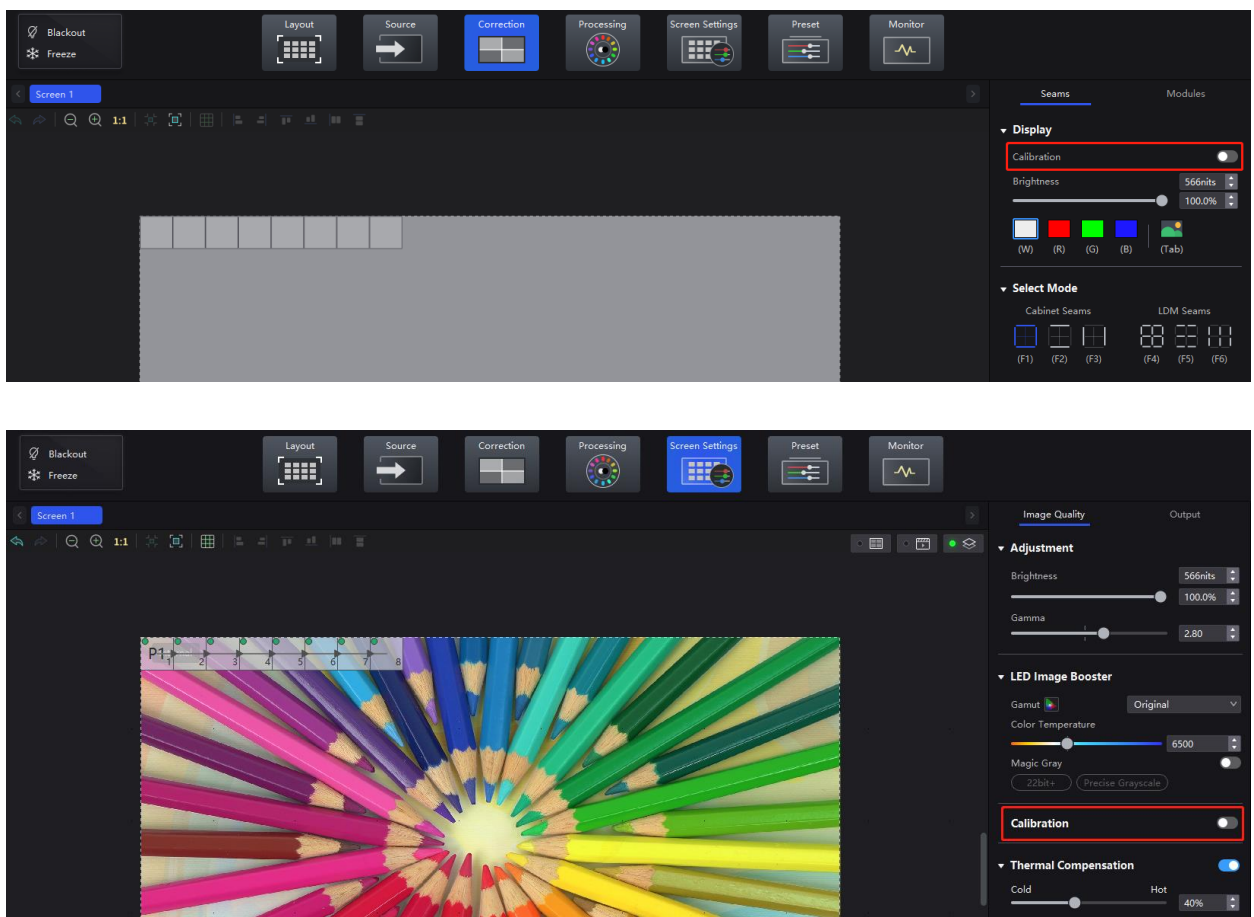 Blackout
Freeze
Layout
Source
Correction
Processing
Screen Settings
Preset
Monitor
Screen 1
1:1
Seams
Modules
Display
Calibration
Brightness
566nits
100.0%
(W) (R) (G) (B) (Tab)
Select Mode
Cabinet Seams
LDM Seams
(F1) (F2) (F3) (F4) (F5) (F6)
Blackout
Freeze
Layout
Source
Correction
Processing
Screen Settings
Preset
Monitor
Screen 1
1:1
P1
1 2 3 4 5 6 7 8
Image Quality
Output
Adjustment
Brightness
566nits
100.0%
Gamma
2.80
LED Image Booster
Gamut
Original
Color Temperature
6500
Magic Gray
22bit+
Precise Grayscale
Calibration
Thermal Compensation
Cold
Hot
40%